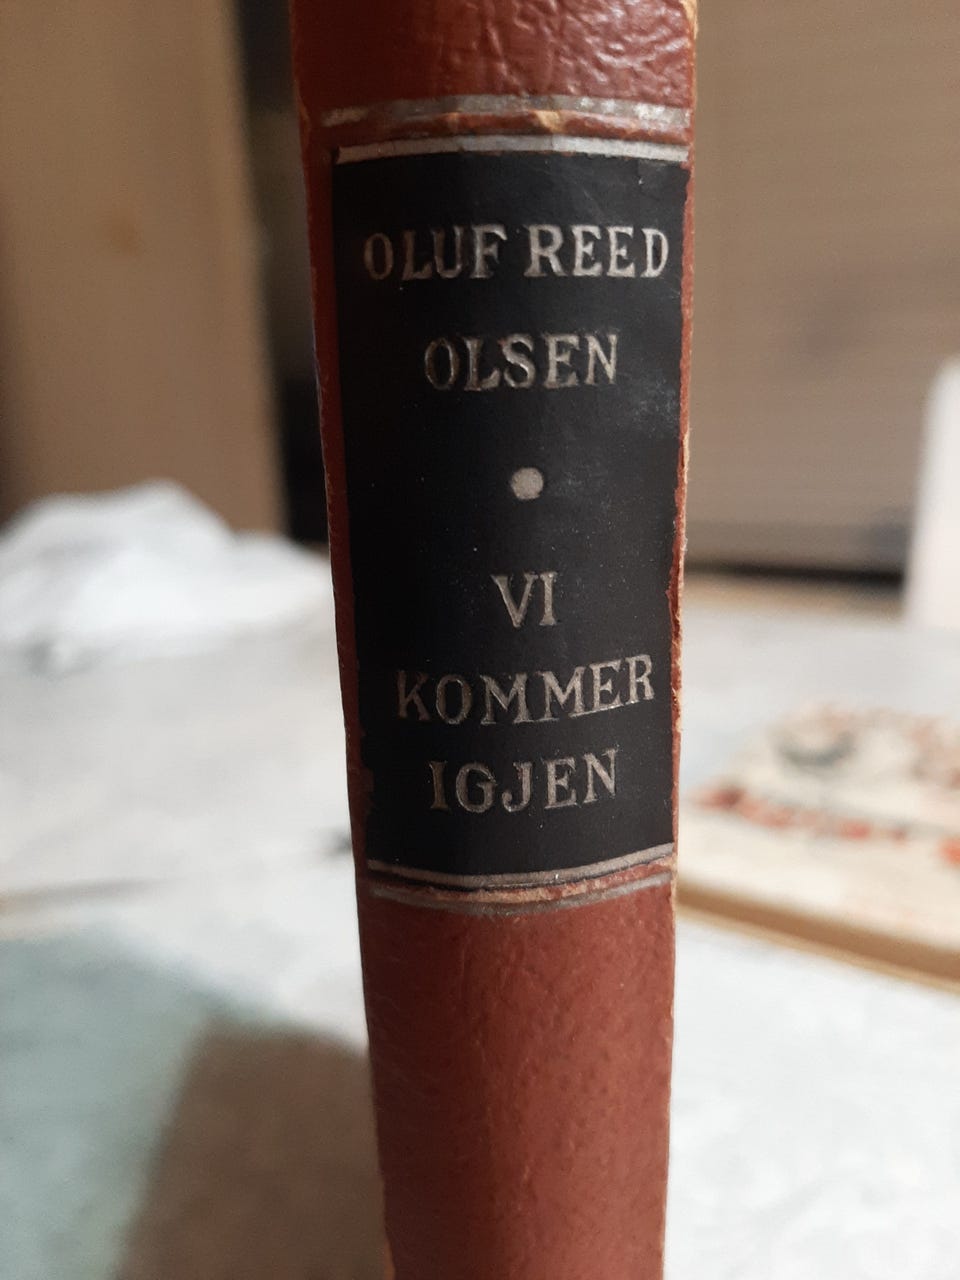 OLUF REED
OLSEN
•
VI
KOMMER
IGJEN